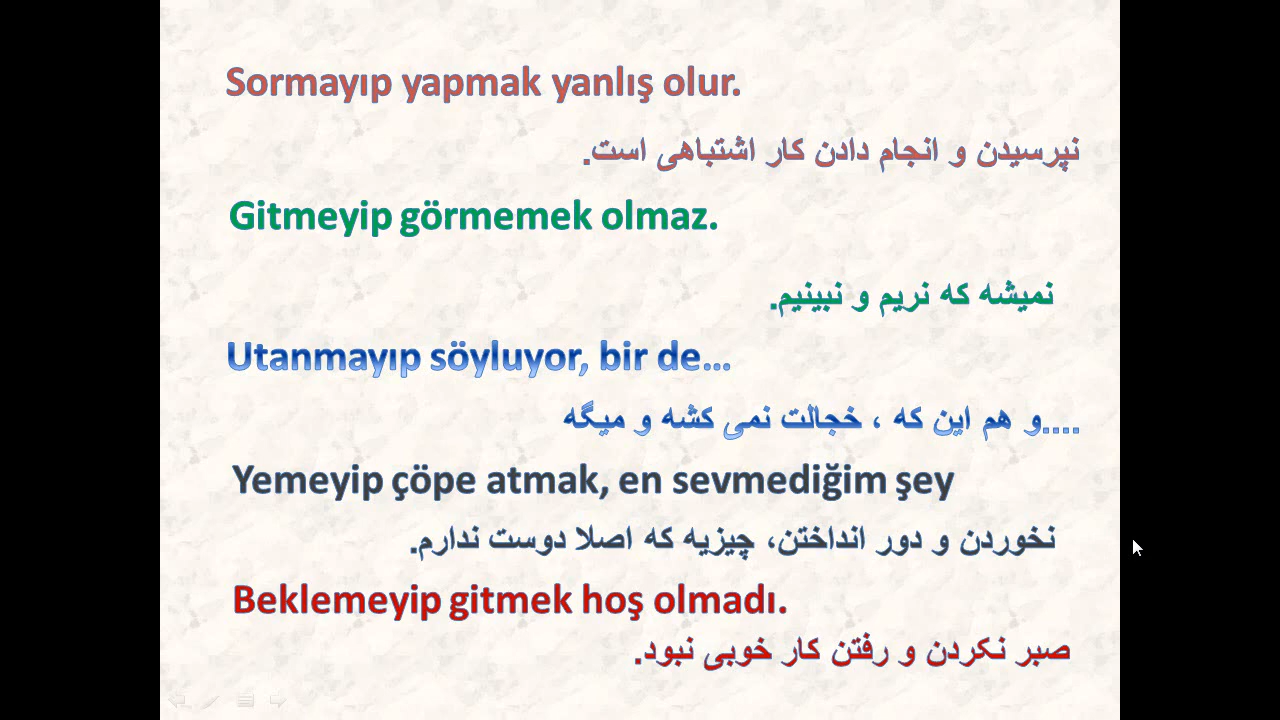 Sormayıp yapmak yanlış olur.
نپرسیدن و انجام دادن کار اشتباهی است.
Gitmeyip görmemek olmaz.
نمیشه که نریم و نبینیم.
Utanmayıp söyluyor, bir de...
....و هم این که ، خجالت نمی کشه و میگه
Yemeyip çöpe atmak, en sevmediğim şey
نخوردن و دور انداختن، چیزیه که اصلا دوست ندارم.
Beklemeyip gitmek hoş olmadı.
صبر نکردن و رفتن کار خوبی نبود.